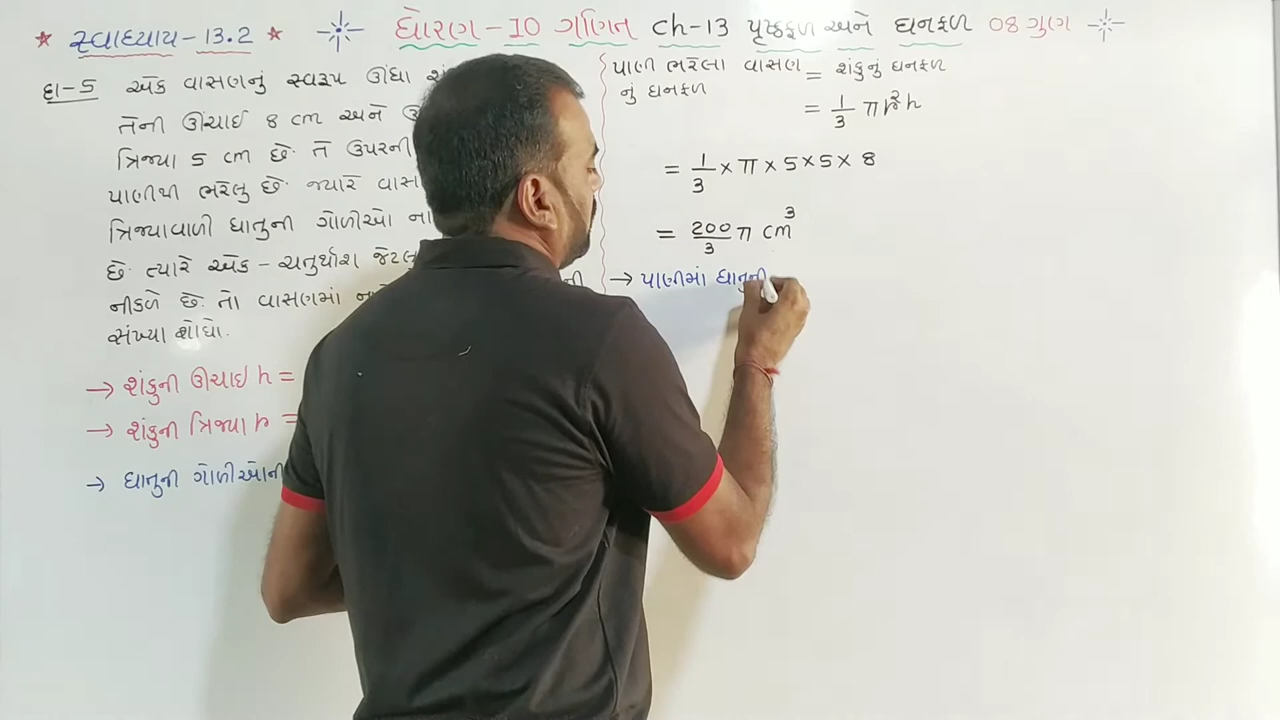 ★ સ્વાધ્યાય-13.2 ★ ધોરણ-10 ગણિત ch-13 પૃષ્ઠફળ અને ઘનફળ 08 ગુણ
દા-5 એક વાસણનું સ્વરૂપ ઊંધા
તેની ઊંચાઈ 8 cm અને
ત્રિજ્યા 5 cm છે. તે ઉપરની
પાણીથી ભરેલુ છે. જ્યારે
ત્રિજ્યાવાળી ધાતુની ગોળીઓ
છે ત્યારે એક-ચતુર્થાંશ
નીકળે છે. તો વાસણમાં
સંખ્યા શોધો.
→ શંકુની ઊંચાઈ h =
→ શંકુની ત્રિજ્યા r =
→ ધાતુની ગોળીઓની
પાણી ભરેલા વાસણ = શંકુનું ઘનફળ
નું ઘનફળ
= 1/3 πr²h
= 1/3 × π × 5 × 5 × 8
= 200/3 π cm³
→ પાણીમાં ધાતુની